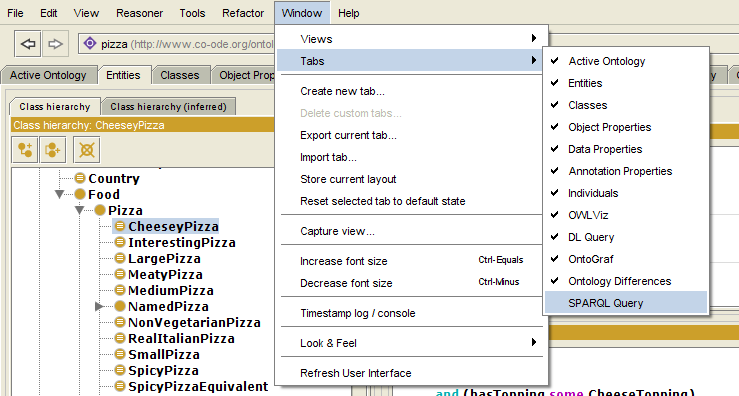 File Edit View Reasoner Tools Refactor Window Help
pizza (http://www.co-ode.org/ontol
Active Ontology Entities Classes Object Prop
Class hierarchy Class hierarchy (inferred)
Class hierarchy: CheeseyPizza
Country
Food
Pizza
CheeseyPizza
InterestingPizza
LargePizza
MeatyPizza
MediumPizza
NamedPizza
NonVegetarianPizza
RealItalianPizza
SmallPizza
SpicyPizza
SpicyPizzaEquivalent
Views
Tabs
Create new tab...
Delete custom tabs...
Export current tab...
Import tab...
Store current layout
Reset selected tab to default state
Capture view...
Increase font size Ctrl-Equals
Decrease font size Ctrl-Minus
Timestamp log / console
Look & Feel
Refresh User Interface
Active Ontology
Entities
Classes
Object Properties
Data Properties
Annotation Properties
Individuals
OWLViz
DL Query
OntoGraf
Ontology Differences
SPARQL Query
and (hasTopping some CheeseTopping)